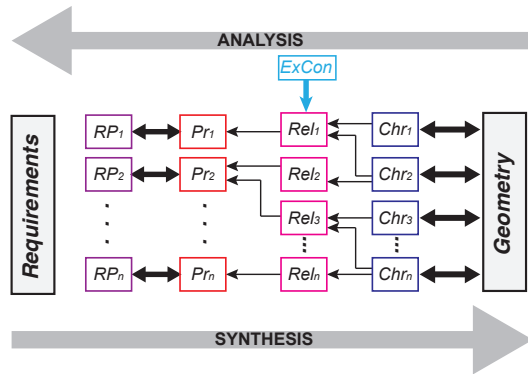 ANALYSIS
ExCon
Requirements
RP1 Pr1 Rel1 Chr1
RP2 Pr2 Rel2 Chr2
Rel3 Chr3
RPn Prn Reln Chrn
Geometry
SYNTHESIS